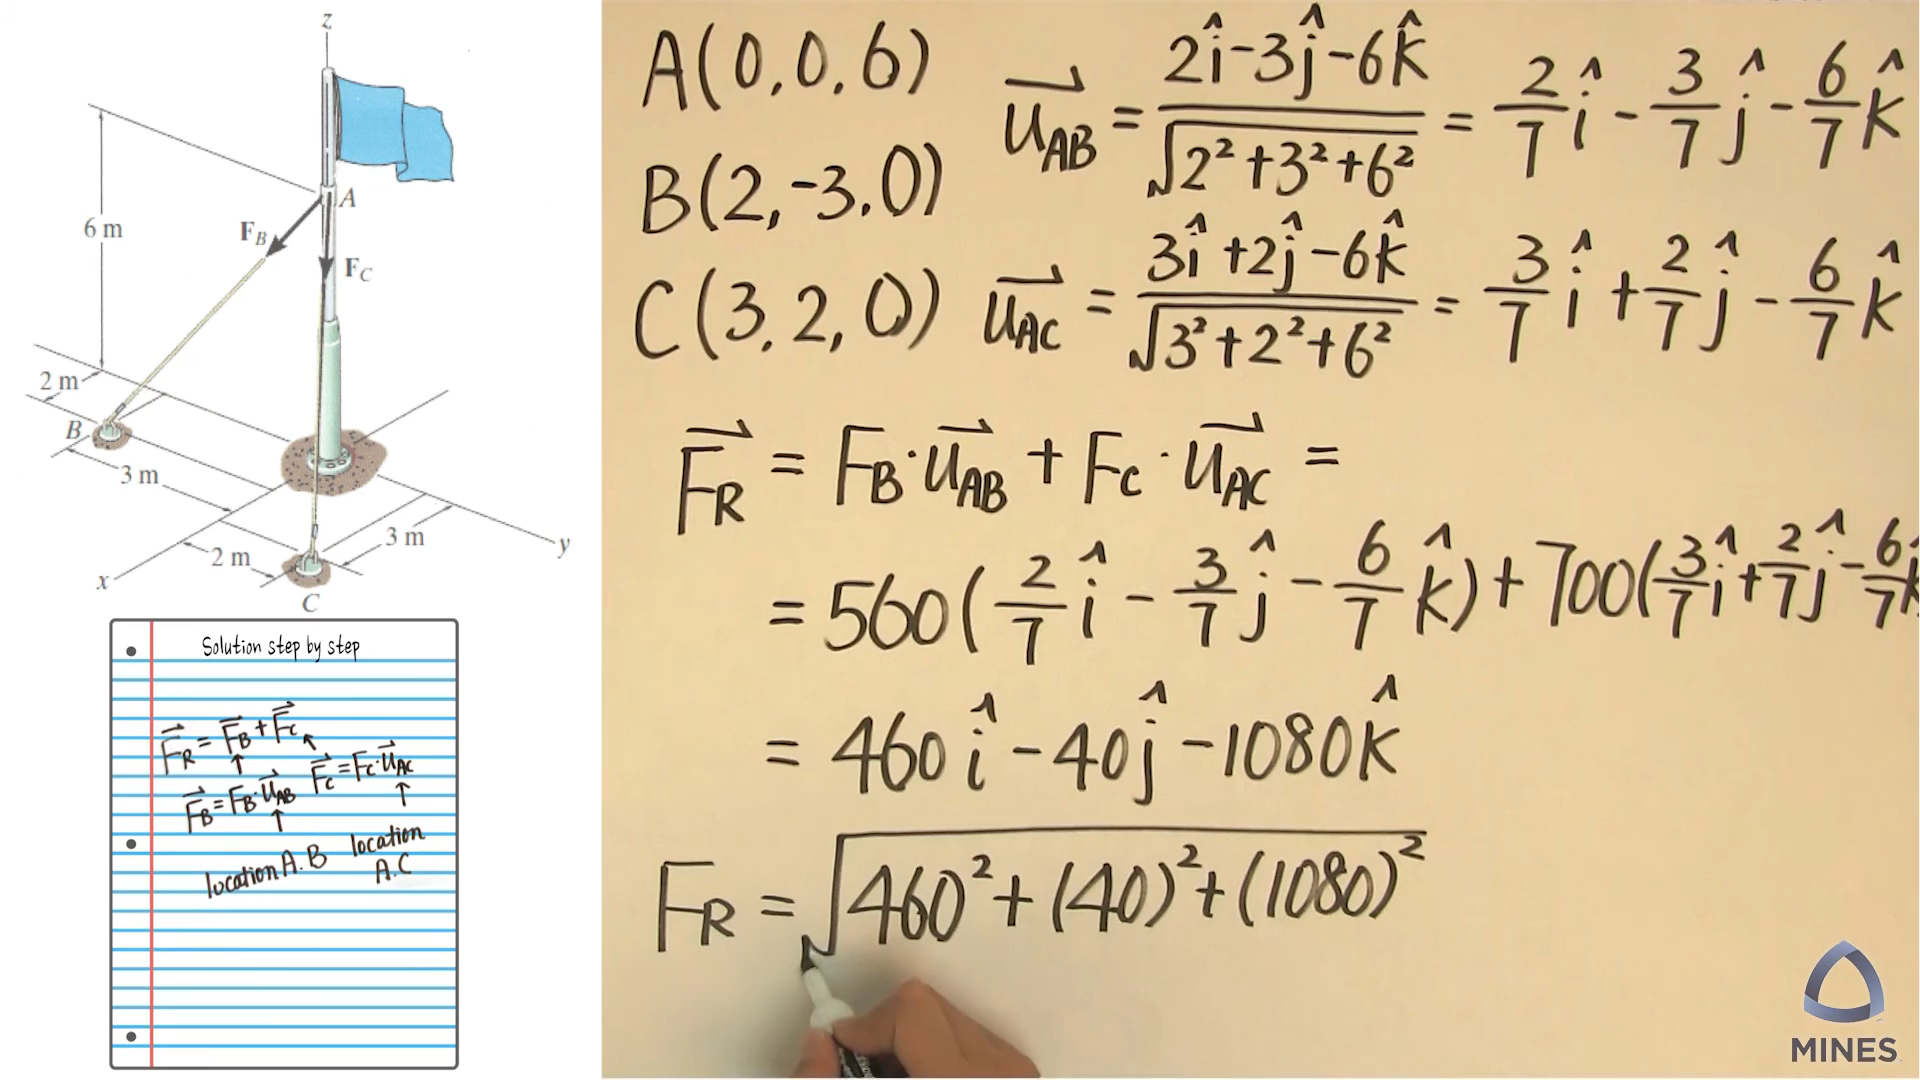 z
A
F_B
F_C
6 m
2 m
B
3 m
3 m
2 m
y
x
C
Solution step by step
→F_R = →F_B + →F_C
→F_B = F_B · →u_AB
→F_C = F_C · →u_AC
location A.B
location
A.C
A(0, 0, 6)
→u_AB = (2î - 3ĵ - 6k̂) / √(2² + 3² + 6²) = 2/7 î - 3/7 ĵ - 6/7 k̂
B(2, -3, 0)
C(3, 2, 0)
→u_AC = (3î + 2ĵ - 6k̂) / √(3² + 2² + 6²) = 3/7 î + 2/7 ĵ - 6/7 k̂
→F_R = F_B · →u_AB + F_C · →u_AC =
= 560 (2/7 î - 3/7 ĵ - 6/7 k̂) + 700 (3/7 î + 2/7 ĵ - 6/7 k̂
= 460 î - 40 ĵ - 1080 k̂
F_R = √(460² + (40)² + (1080)²)
MINES